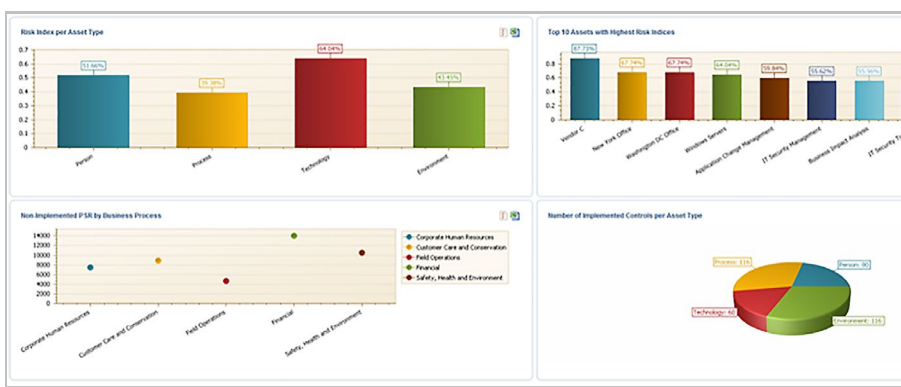 Risk Index per Asset Type
0.7
0.6
0.5
0.4
0.3
0.2
0.1
0
51.66%
39.38%
64.04%
43.45%
Person
Process
Technology
Environment
Top 10 Assets with Highest Risk Indices
0.8
0.6
0.4
0.2
0
87.73%
67.74%
67.74%
64.04%
59.84%
55.62%
55.56%
Vendor C
New York Office
Washington DC Office
Windows Servers
Application Change Management
IT Security Management
Business Impact Analysis
IT Security
Non Implemented PSR by Business Process
14000
12000
10000
8000
6000
4000
2000
0
Corporate Human Resources
Customer Care and Conservation
Field Operations
Financial
Safety, Health and Environment
Corporate Human Resources
Customer Care and Conservation
Field Operations
Financial
Safety, Health and Environment
Number of Implemented Controls per Asset Type
Process: 116
Person: 80
Technology: 60
Environment: 116